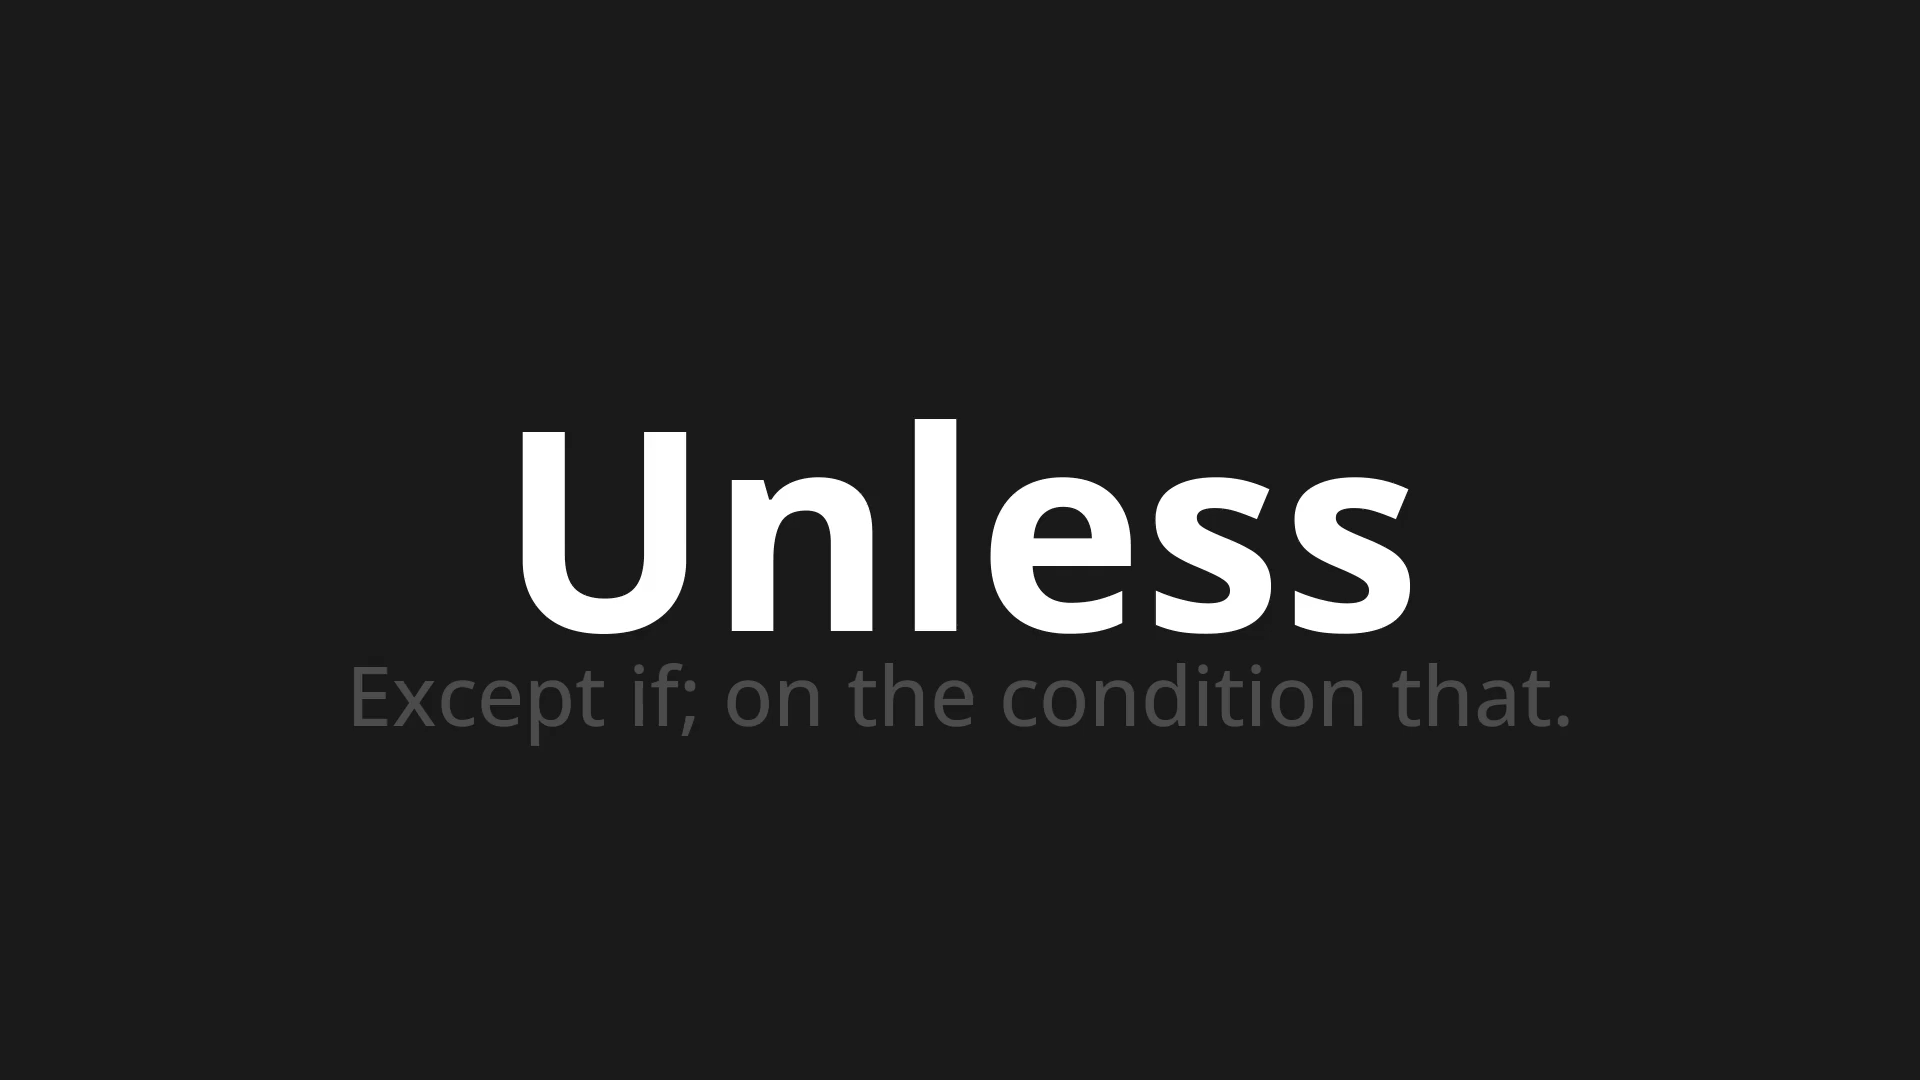 Unless
Except if; on the condition that.